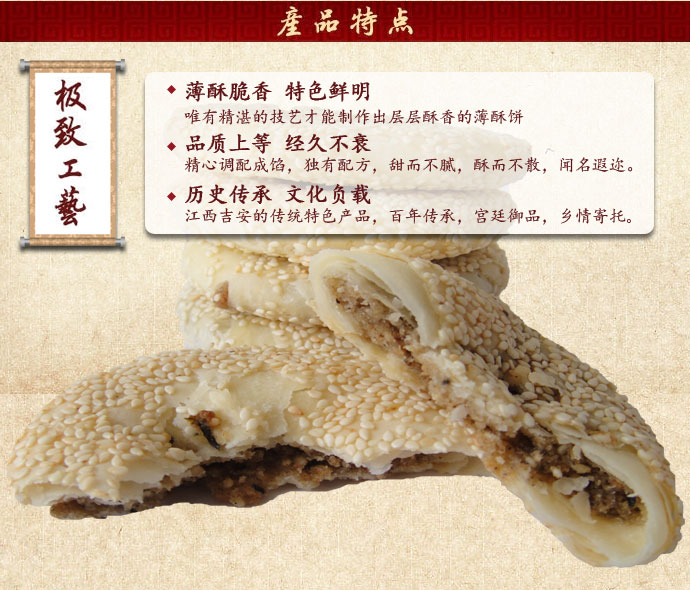 産品特点
极致工藝
薄酥脆香 特色鲜明
唯有精湛的技艺才能制作出层层酥香的薄酥饼
品质上等 经久不衰
精心调配成馅，独有配方，甜而不腻，酥而不散，闻名遐迩。
历史传承 文化负载
江西吉安的传统特色产品，百年传承，宫廷御品，乡情寄托。